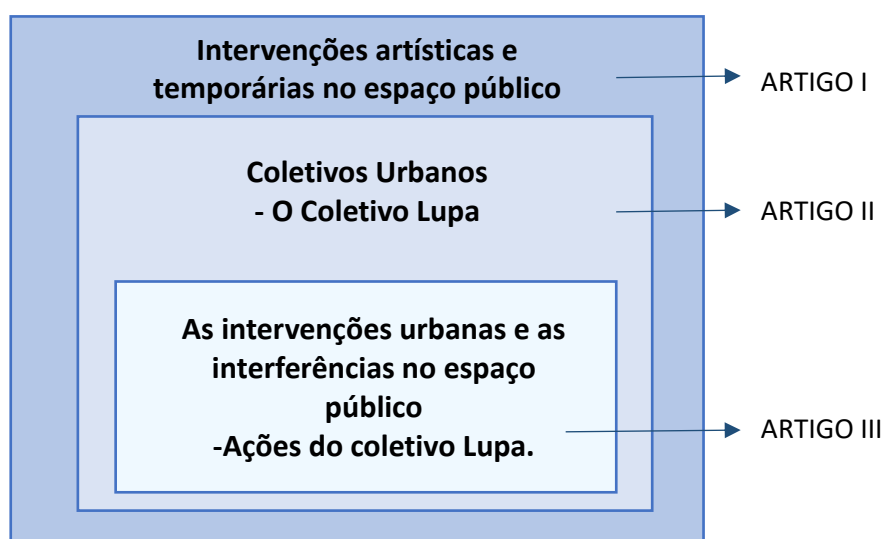 Intervenções artísticas e
temporárias no espaço público
ARTIGO I
Coletivos Urbanos
- O Coletivo Lupa
ARTIGO II
As intervenções urbanas e as
interferências no espaço
público
-Ações do coletivo Lupa.
ARTIGO III